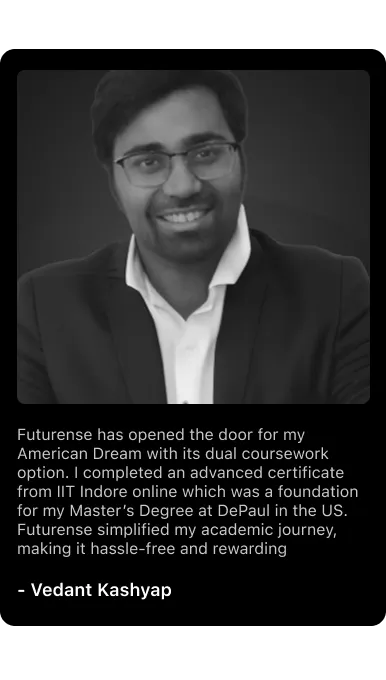 Futurense has opened the door for my
American Dream with its dual coursework
option. I completed an advanced certificate
from IIT Indore online which was a foundation
for my Master’s Degree at DePaul in the US.
Futurense simplified my academic journey,
making it hassle-free and rewarding
- Vedant Kashyap